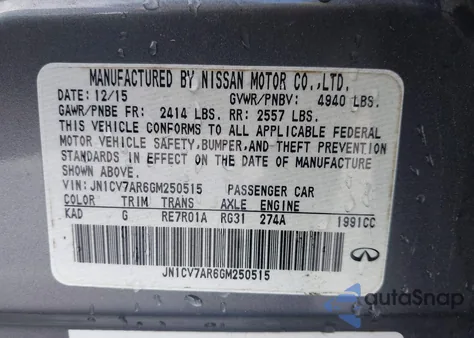 MANUFACTURED BY NISSAN MOTOR CO.,LTD.
DATE: 12/15 GVWR/PNBV: 4940 LBS.
GAWR/PNBE FR: 2414 LBS. RR: 2557 LBS.
THIS VEHICLE CONFORMS TO ALL APPLICABLE FEDERAL
MOTOR VEHICLE SAFETY,BUMPER,AND THEFT PREVENTION
STANDARDS IN EFFECT ON THE DATE OF MANUFACTURE
SHOWN ABOVE.
VIN: JN1CV7AR6GM250515 PASSENGER CAR
COLOR TRIM TRANS AXLE ENGINE
KAD G RE7R01A RG31 274A 1991CC
JN1CV7AR6GM250515
autaSnap